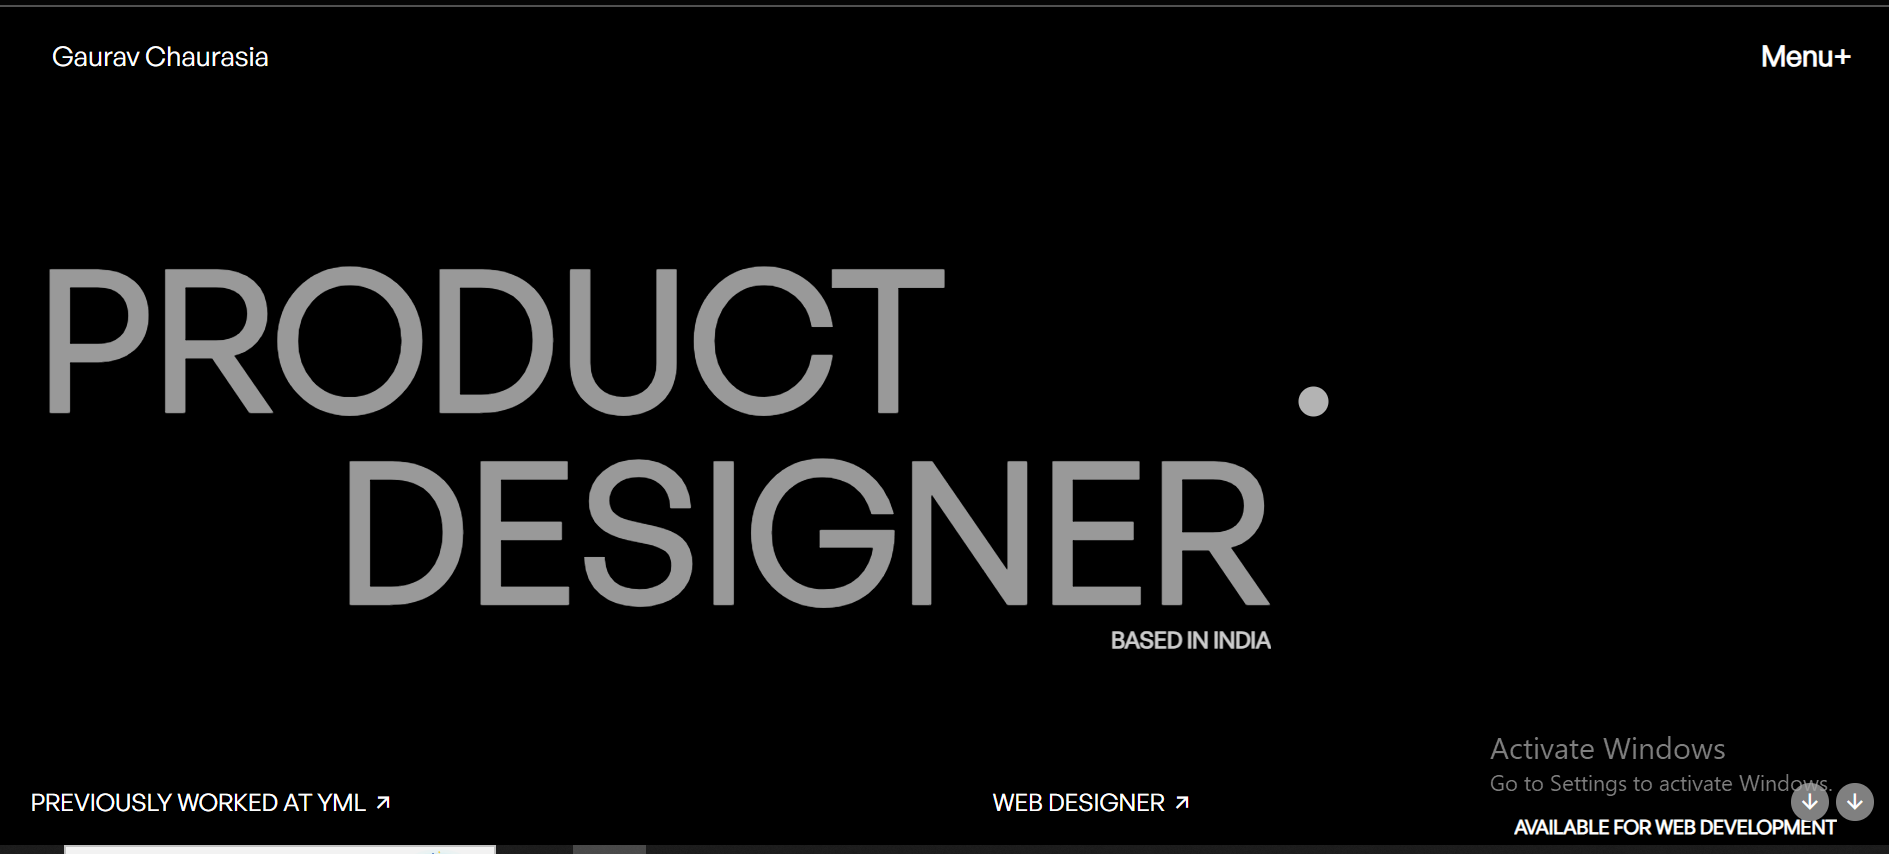 Gaurav Chaurasia
Menu+
PRODUCT
DESIGNER
BASED IN INDIA
Activate Windows
Go to Settings to activate Windows.
PREVIOUSLY WORKED AT YML ↗
WEB DESIGNER ↗
AVAILABLE FOR WEB DEVELOPMENT